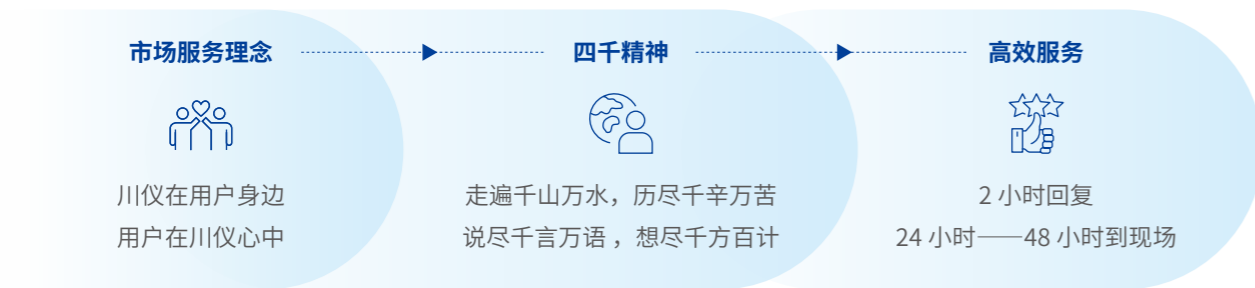 市场服务理念
四千精神
高效服务
川仪在用户身边
用户在川仪心中
走遍千山万水，历尽千辛万苦
说尽千言万语 ，想尽千方百计
2 小时回复
24 小时——48 小时到现场